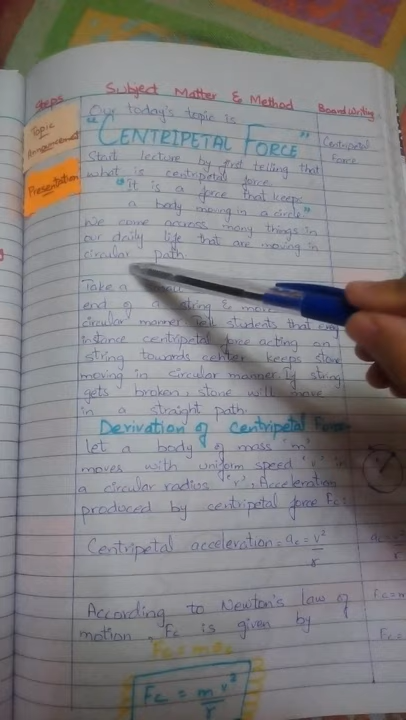 Steps Subject Matter & Method Board Writing
Topic Announcement
Our today's topic is
"CENTRIPETAL FORCE"
Centripetal Force
Presentation
Start lecture by first telling that
what is centripetal force.
"It is a force that keeps
a body moving in a circle."
We come across many things in
our daily life that are moving in
circular path.
Take a
end of a string &
circular manner. Tell students that
instance centripetal force acting on
string towards center keeps stone
moving in circular manner. If string
gets broken, stone will move
in a straight path.
Derivation of Centripetal Force
let a body of mass 'm'
moves with uniform speed 'v' in
a circular radius 'r'. Acceleration
produced by centripetal force Fc:
Centripetal acceleration = ac = v²/r
According to Newton's law of
motion, Fc is given by
Fc = mac
Fc = mv²/r